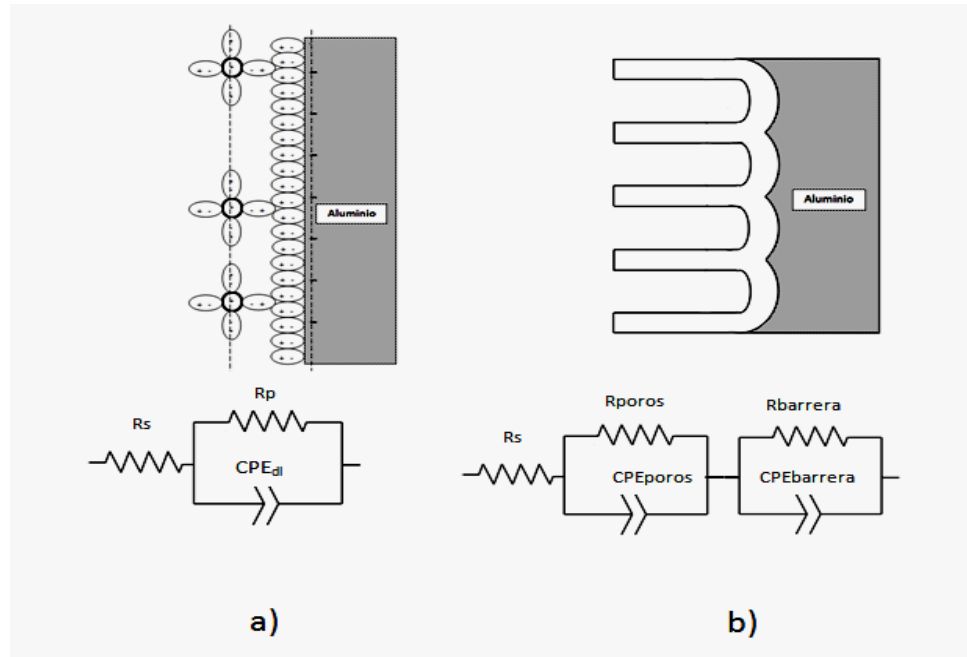 Aluminio
Rs
Rp
CPEdl
a)
Aluminio
Rs
Rporos
CPEporos
Rbarrera
CPEbarrera
b)